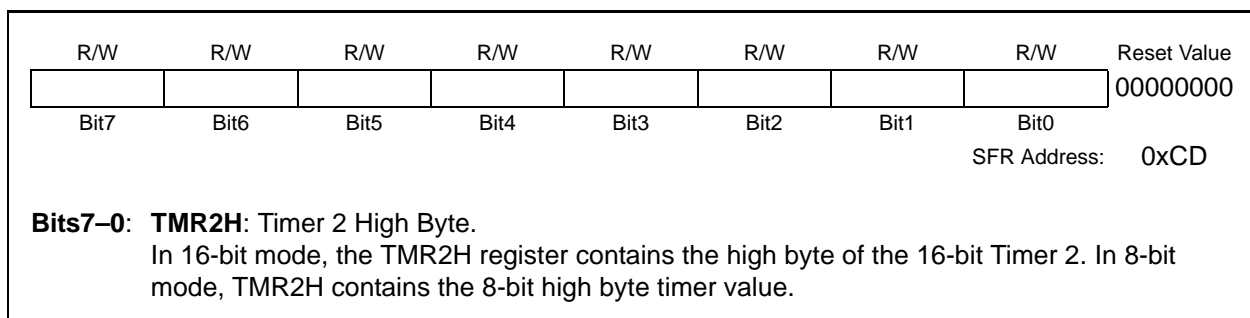 R/W R/W R/W R/W R/W R/W R/W R/W Reset Value
00000000
Bit7 Bit6 Bit5 Bit4 Bit3 Bit2 Bit1 Bit0
SFR Address: 0xCD
Bits7–0: TMR2H: Timer 2 High Byte.
In 16-bit mode, the TMR2H register contains the high byte of the 16-bit Timer 2. In 8-bit
mode, TMR2H contains the 8-bit high byte timer value.